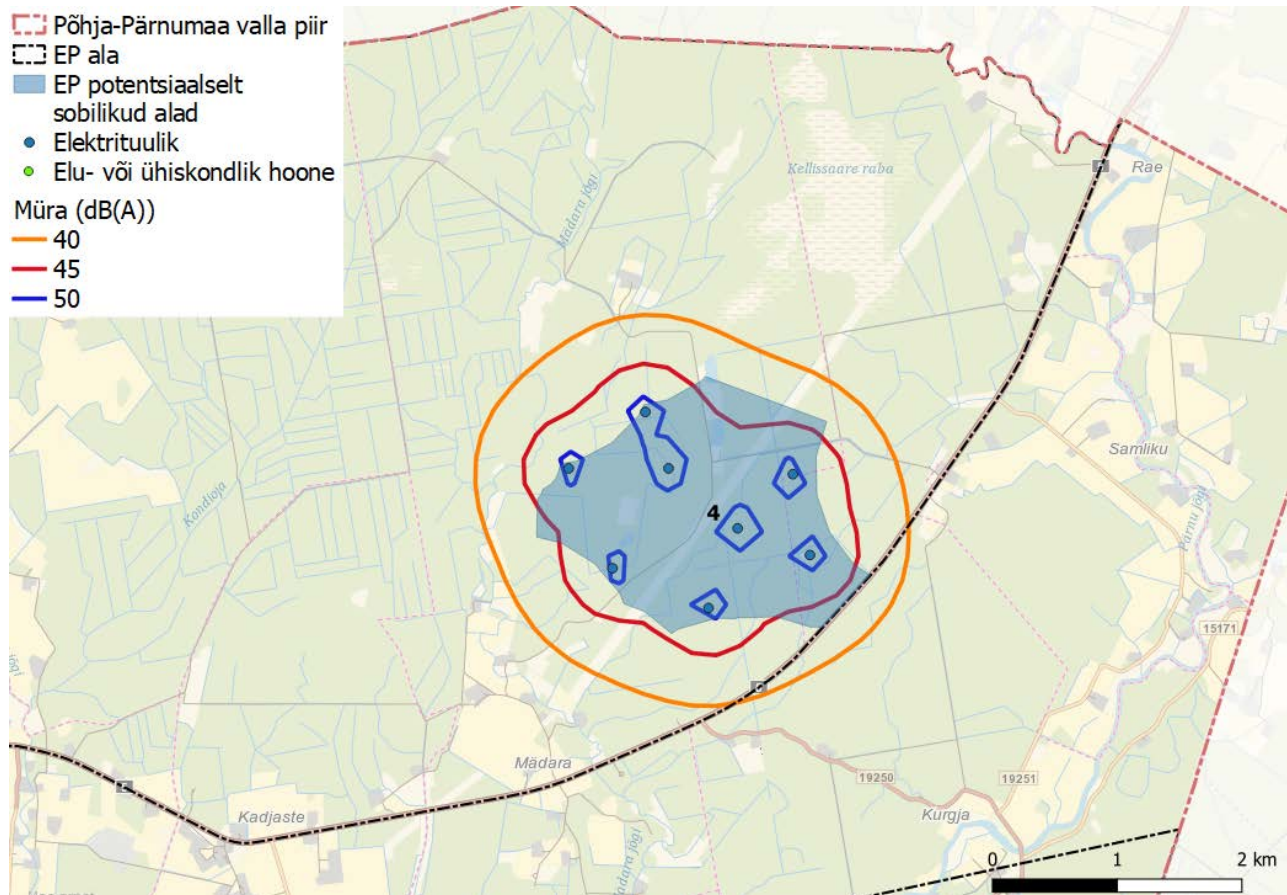 Põhja-Pärnumaa valla piir
EP ala
EP potentsiaalselt
sobilikud alad
Elektrituulik
Elu- või ühiskondlik hoone
Müra (dB(A))
40
45
50
Kellissaare raba
Mädara jõgi
Rae
Samliku
Kondioja
Pärnu jõgi
4
15171
Mädara
19250
19251
Kadjaste
Kurgja
Mädara jõgi
0 1 2 km